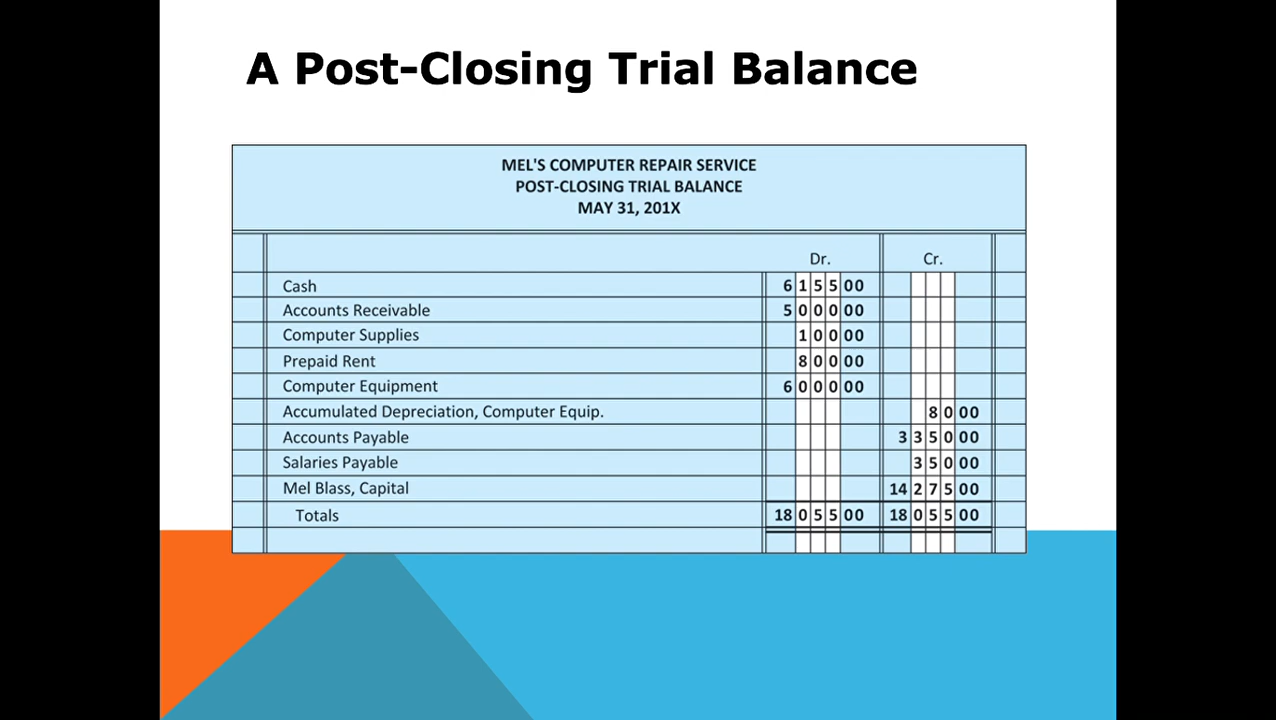 A Post-Closing Trial Balance
MEL'S COMPUTER REPAIR SERVICE
POST-CLOSING TRIAL BALANCE
MAY 31, 201X
Dr. Cr.
Cash 6 1 5 5 00
Accounts Receivable 5 0 0 0 00
Computer Supplies 1 0 0 00
Prepaid Rent 8 0 0 00
Computer Equipment 6 0 0 0 00
Accumulated Depreciation, Computer Equip. 8 0 00
Accounts Payable 3 3 5 0 00
Salaries Payable 3 5 0 00
Mel Blass, Capital 14 2 7 5 00
Totals 18 0 5 5 00 18 0 5 5 00